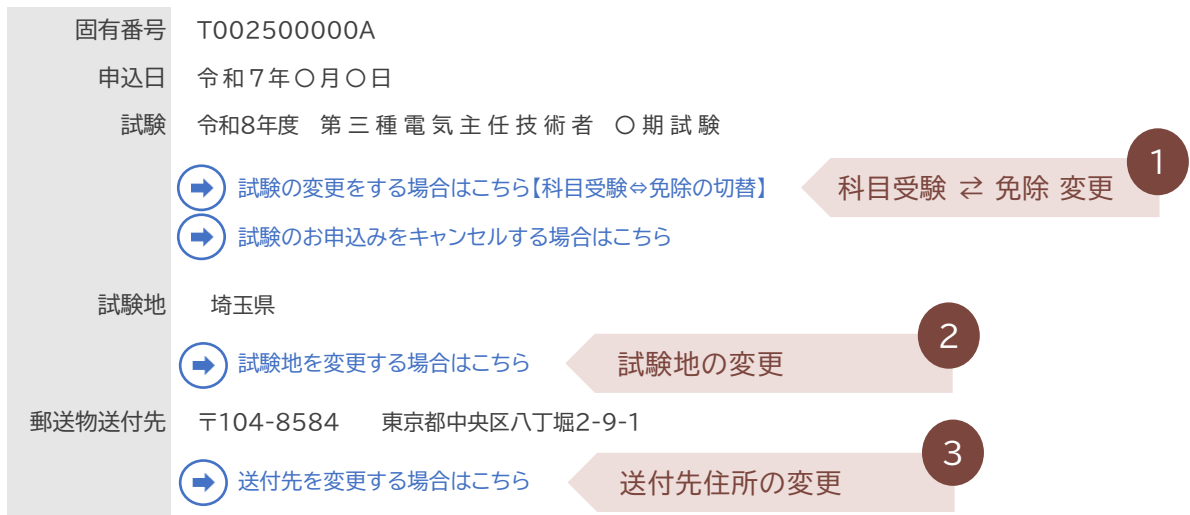 固有番号 T002500000A
申込日 令和7年〇月〇日
試験 令和8年度 第三種電気主任技術者 〇期試験
試験の変更をする場合はこちら【科目受験⇔免除の切替】 科目受験 ⇄ 免除 変更 1
試験のお申込みをキャンセルする場合はこちら
試験地 埼玉県
試験地を変更する場合はこちら 試験地の変更 2
郵送物送付先 〒104-8584 東京都中央区八丁堀2-9-1
送付先を変更する場合はこちら 送付先住所の変更 3